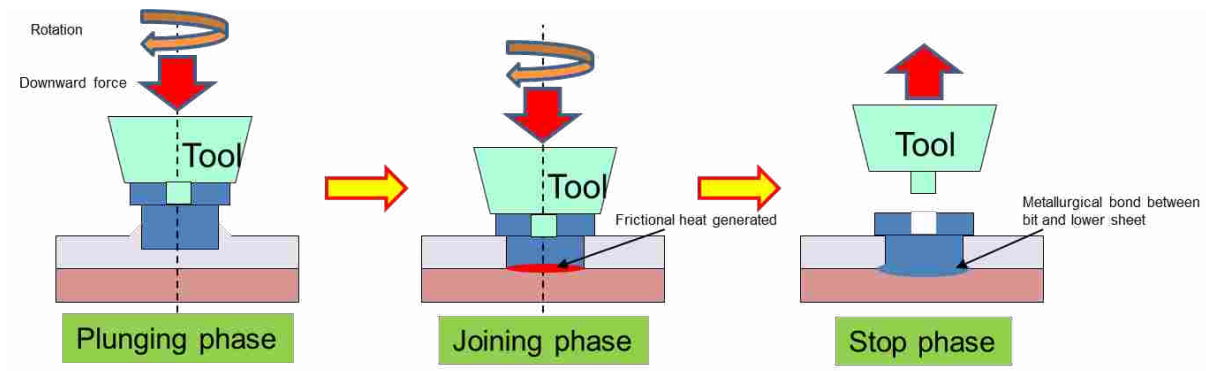 Rotation
Downward force
Tool
Plunging phase
Tool
Frictional heat generated
Joining phase
Tool
Metallurgical bond between
bit and lower sheet
Stop phase